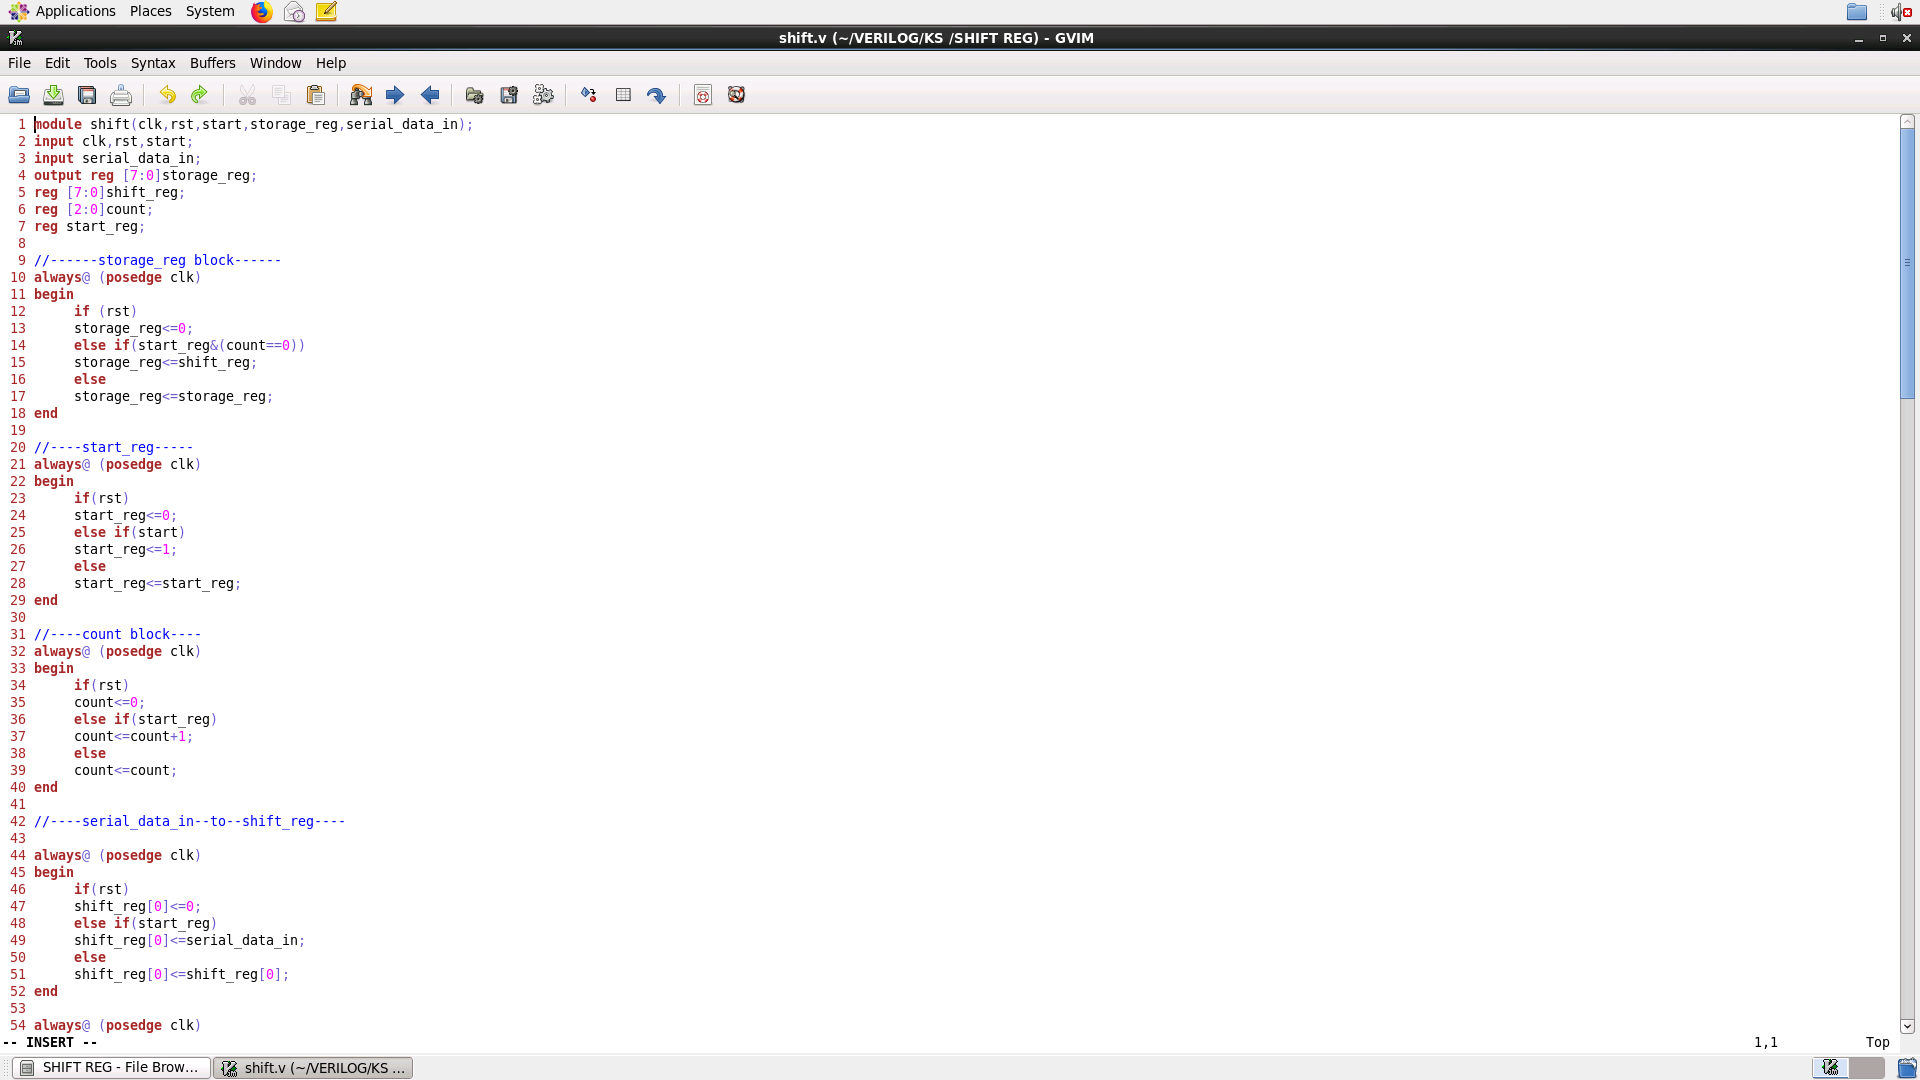 Applications Places System
shift.v (~/VERILOG/KS /SHIFT REG) - GVIM
File Edit Tools Syntax Buffers Window Help
1 module shift(clk,rst,start,storage_reg,serial_data_in);
2 input clk,rst,start;
3 input serial_data_in;
4 output reg [7:0]storage_reg;
5 reg [7:0]shift_reg;
6 reg [2:0]count;
7 reg start_reg;
8
9 //------storage_reg block------
10 always@ (posedge clk)
11 begin
12      if (rst)
13      storage_reg<=0;
14      else if(start_reg&(count==0))
15      storage_reg<=shift_reg;
16      else
17      storage_reg<=storage_reg;
18 end
19
20 //----start_reg-----
21 always@ (posedge clk)
22 begin
23      if(rst)
24      start_reg<=0;
25      else if(start)
26      start_reg<=1;
27      else
28      start_reg<=start_reg;
29 end
30
31 //----count block----
32 always@ (posedge clk)
33 begin
34      if(rst)
35      count<=0;
36      else if(start_reg)
37      count<=count+1;
38      else
39      count<=count;
40 end
41
42 //----serial_data_in--to--shift_reg----
43
44 always@ (posedge clk)
45 begin
46      if(rst)
47      shift_reg[0]<=0;
48      else if(start_reg)
49      shift_reg[0]<=serial_data_in;
50      else
51      shift_reg[0]<=shift_reg[0];
52 end
53
54 always@ (posedge clk)
-- INSERT -- 1,1 Top
SHIFT REG - File Brow... shift.v (~/VERILOG/KS ...